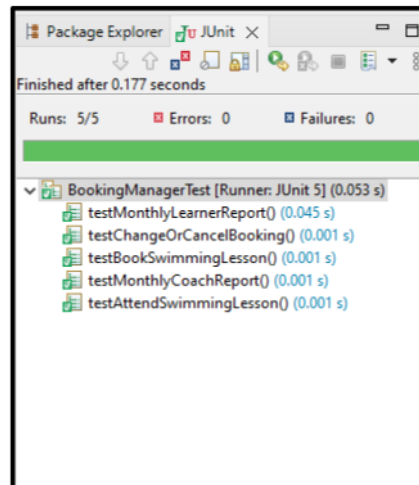 Package Explorer JUnit
Finished after 0.177 seconds
Runs: 5/5 Errors: 0 Failures: 0
BookingManagerTest [Runner: JUnit 5] (0.053 s)
testMonthlyLearnerReport() (0.045 s)
testChangeOrCancelBooking() (0.001 s)
testBookSwimmingLesson() (0.001 s)
testMonthlyCoachReport() (0.001 s)
testAttendSwimmingLesson() (0.001 s)